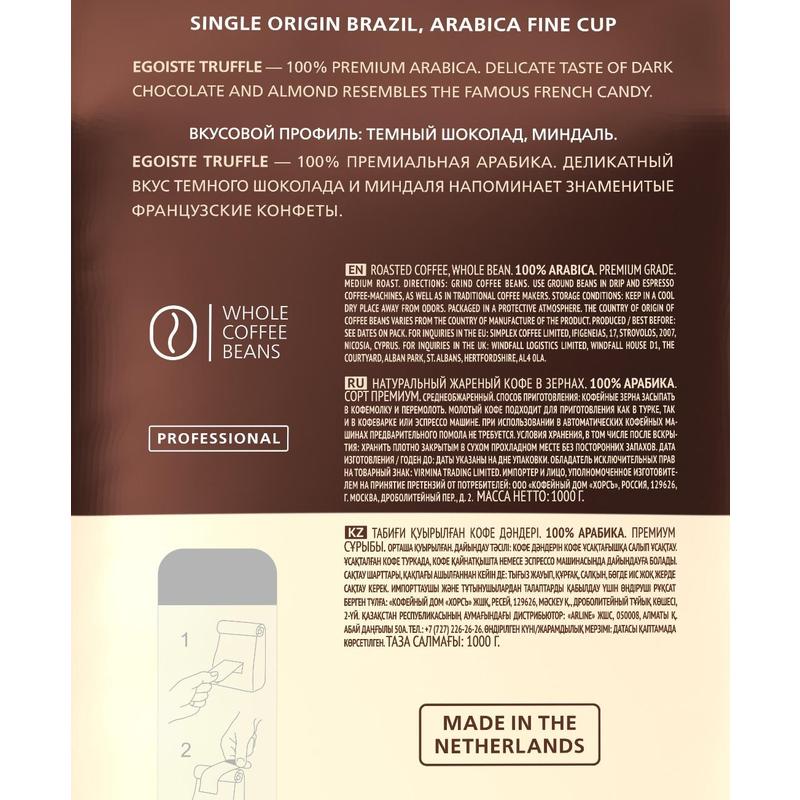 SINGLE ORIGIN BRAZIL, ARABICA FINE CUP
EGOISTE TRUFFLE — 100% PREMIUM ARABICA. DELICATE TASTE OF DARK
CHOCOLATE AND ALMOND RESEMBLES THE FAMOUS FRENCH CANDY.
ВКУСОВОЙ ПРОФИЛЬ: ТЕМНЫЙ ШОКОЛАД, МИНДАЛЬ.
EGOISTE TRUFFLE — 100% ПРЕМИАЛЬНАЯ АРАБИКА. ДЕЛИКАТНЫЙ
ВКУС ТЕМНОГО ШОКОЛАДА И МИНДАЛЯ НАПОМИНАЕТ ЗНАМЕНИТЫЕ
ФРАНЦУЗСКИЕ КОНФЕТЫ.
WHOLE
COFFEE
BEANS
PROFESSIONAL
EN ROASTED COFFEE, WHOLE BEAN. 100% ARABICA. PREMIUM GRADE.
MEDIUM ROAST. DIRECTIONS: GRIND COFFEE BEANS. USE GROUND BEANS IN DRIP AND ESPRESSO
COFFEE-MACHINES, AS WELL AS IN TRADITIONAL COFFEE MAKERS. STORAGE CONDITIONS: KEEP IN A COOL
DRY PLACE AWAY FROM ODORS. PACKAGED IN A PROTECTIVE ATMOSPHERE. THE COUNTRY OF ORIGIN OF
COFFEE BEANS VARIES FROM THE COUNTRY OF MANUFACTURE OF THE PRODUCT. PRODUCED / BEST BEFORE:
SEE DATES ON PACK. FOR INQUIRIES IN THE EU: SIMPLEX COFFEE LIMITED, IFIGENEIAS, 17, STROVOLOS, 2007,
NICOSIA, CYPRUS. FOR INQUIRIES IN THE UK: WINDFALL LOGISTICS LIMITED, WINDFALL HOUSE D1, THE
COURTYARD, ALBAN PARK, ST. ALBANS, HERTFORDSHIRE, AL4 0LA.
RU НАТУРАЛЬНЫЙ ЖАРЕНЫЙ КОФЕ В ЗЕРНАХ. 100% АРАБИКА.
СОРТ ПРЕМИУМ. СРЕДНЕОБЖАРЕННЫЙ. СПОСОБ ПРИГОТОВЛЕНИЯ: КОФЕЙНЫЕ ЗЕРНА ЗАСЫПАТЬ
В КОФЕМОЛКУ И ПЕРЕМОЛОТЬ. МОЛОТЫЙ КОФЕ ПОДХОДИТ ДЛЯ ПРИГОТОВЛЕНИЯ КАК В ТУРКЕ, ТАК
И В КОФЕВАРКЕ ИЛИ ЭСПРЕССО МАШИНЕ. ПРИ ИСПОЛЬЗОВАНИИ В АВТОМАТИЧЕСКИХ КОФЕЙНЫХ МА-
ШИНАХ ПРЕДВАРИТЕЛЬНОГО ПОМОЛА НЕ ТРЕБУЕТСЯ. УСЛОВИЯ ХРАНЕНИЯ, В ТОМ ЧИСЛЕ ПОСЛЕ ВСКРЫ-
ТИЯ: ХРАНИТЬ ПЛОТНО ЗАКРЫТЫМ В СУХОМ ПРОХЛАДНОМ МЕСТЕ БЕЗ ПОСТОРОННИХ ЗАПАХОВ. ДАТА
ИЗГОТОВЛЕНИЯ / ГОДЕН ДО: ДАТЫ УКАЗАНЫ НА ДНЕ УПАКОВКИ. ОБЛАДАТЕЛЬ ИСКЛЮЧИТЕЛЬНЫХ ПРАВ
НА ТОВАРНЫЙ ЗНАК: VIRMINA TRADING LIMITED. ИМПОРТЕР И ЛИЦО, УПОЛНОМОЧЕННОЕ ИЗГОТОВИТЕ-
ЛЕМ НА ПРИНЯТИЕ ПРЕТЕНЗИЙ ОТ ПОТРЕБИТЕЛЕЙ: ООО «КОФЕЙНЫЙ ДОМ «ХОРСЪ», РОССИЯ, 129626,
Г. МОСКВА, ДРОБОЛИТЕЙНЫЙ ПЕР., Д. 2. МАССА НЕТТО: 1000 Г.
KZ ТАБИҒИ ҚУЫРЫЛҒАН КОФЕ ДӘНДЕРІ. 100% АРАБИКА. ПРЕМИУМ
СҰРЫБЫ. ОРТАША ҚУЫРЫЛҒАН. ДАЙЫНДАУ ТӘСІЛІ: КОФЕ ДӘНДЕРІН КОФЕ ҰСАҚТАҒЫШҚА САЛЫП ҰСАҚТАУ.
ҰСАҚТАЛҒАН КОФЕ ТУРКАДА, КОФЕ ҚАЙНАТҚЫШТА НЕМЕСЕ ЭСПРЕССО МАШИНАСЫНДА ДАЙЫНДАУҒА БОЛАДЫ.
САҚТАУ ШАРТТАРЫ, ҚАҚПАҒЫ АШЫЛҒАННАН КЕЙІН ДЕ: ТЫҒЫЗ ЖАУЫП, ҚҰРҒАҚ, САЛҚЫН, БӨГДЕ ИІС ЖОҚ ЖЕРДЕ
САҚТАУ КЕРЕК. ИМПОРТТАУШЫ ЖӘНЕ ТҰТЫНУШЫЛАРДАН ТАЛАПТАРДЫ ҚАБЫЛДАУ ҮШІН ӨНДІРУШІ РҰҚСАТ
БЕРГЕН ТҰЛҒА: «КОФЕЙНЫЙ ДОМ «ХОРСЪ» ЖШҚ, РЕСЕЙ, 129626, МӘСКЕУ Қ., ДРОБОЛИТЕЙНЫЙ ТҰЙЫҚ КӨШЕСІ,
2-ҮЙ. ҚАЗАҚСТАН РЕСПУБЛИКАСЫНЫҢ АУМАҒЫНДАҒЫ ДИСТРИБЬЮТОР: «ARLINE» ЖШС, 050008, АЛМАТЫ Қ.,
АБАЙ ДАҢҒЫЛЫ 50А. ТЕЛ.: +7 (727) 226-26-26. ӨНДІРІЛГЕН КҮНІ/ЖАРАМДЫЛЫҚ МЕРЗІМІ: ДАТАСЫ ҚАПТАМАДА
КӨРСЕТІЛГЕН. ТАЗА САЛМАҒЫ: 1000 Г.
1
2
MADE IN THE
NETHERLANDS